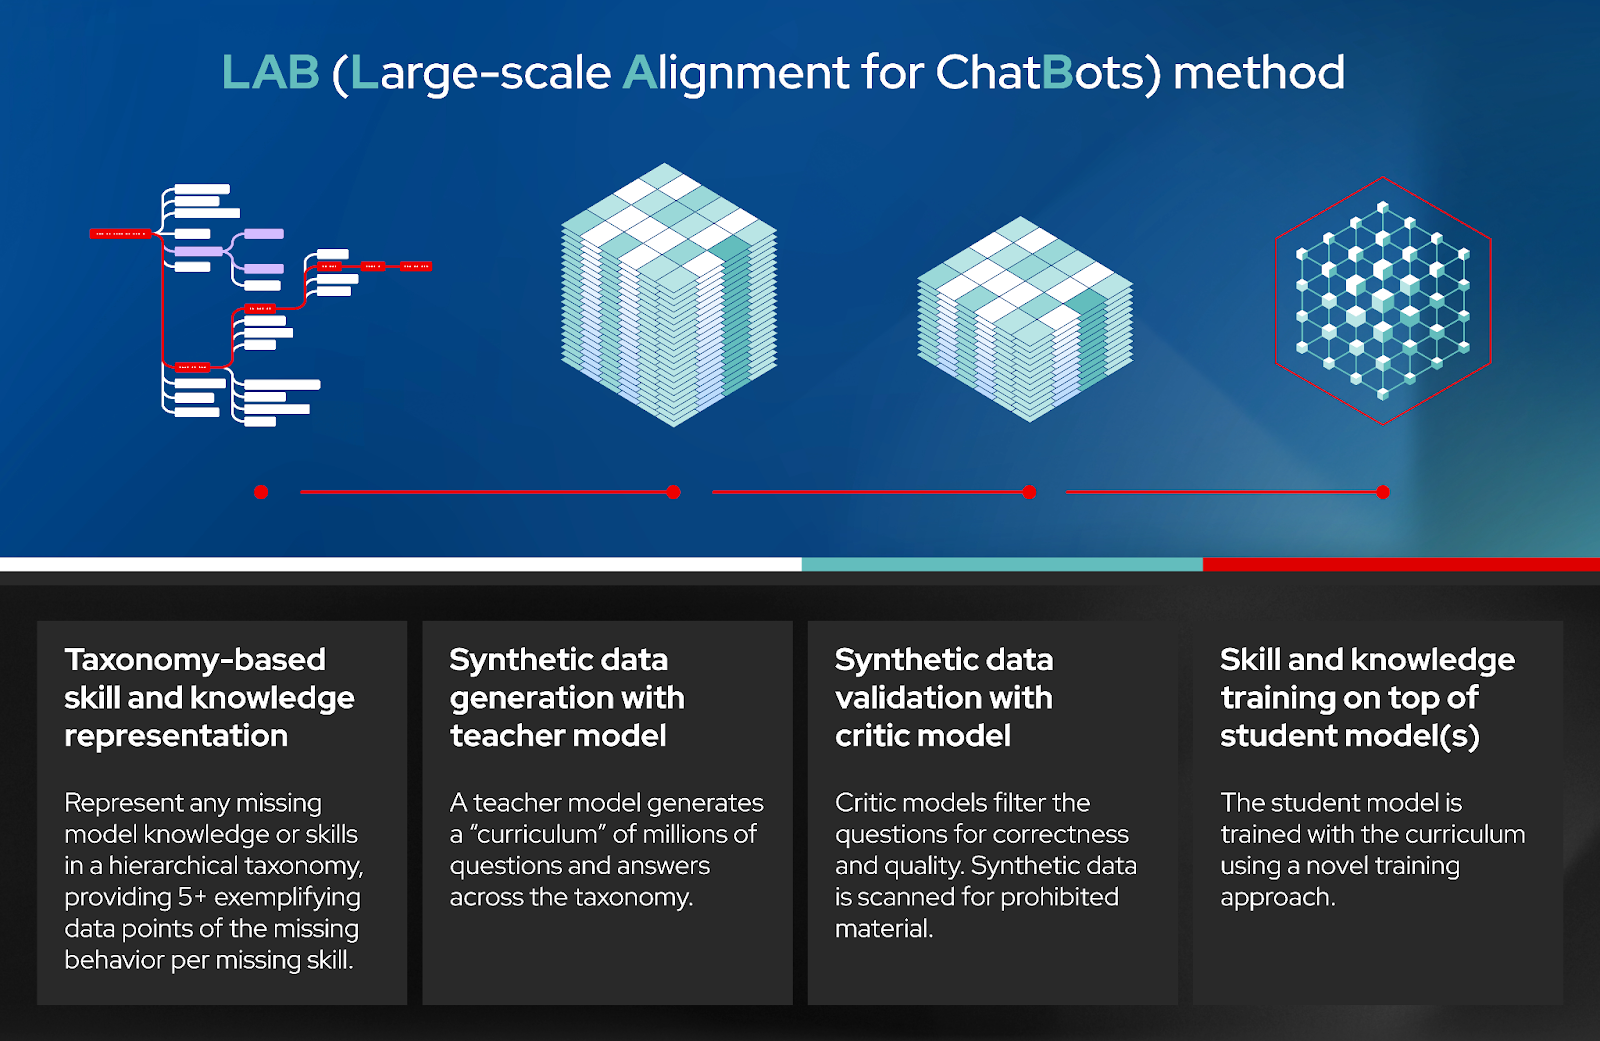 LAB (Large-scale Alignment for ChatBots) method
Taxonomy-based
skill and knowledge
representation
Represent any missing
model knowledge or skills
in a hierarchical taxonomy,
providing 5+ exemplifying
data points of the missing
behavior per missing skill.
Synthetic data
generation with
teacher model
A teacher model generates
a “curriculum” of millions of
questions and answers
across the taxonomy.
Synthetic data
validation with
critic model
Critic models filter the
questions for correctness
and quality. Synthetic data
is scanned for prohibited
material.
Skill and knowledge
training on top of
student model(s)
The student model is
trained with the curriculum
using a novel training
approach.